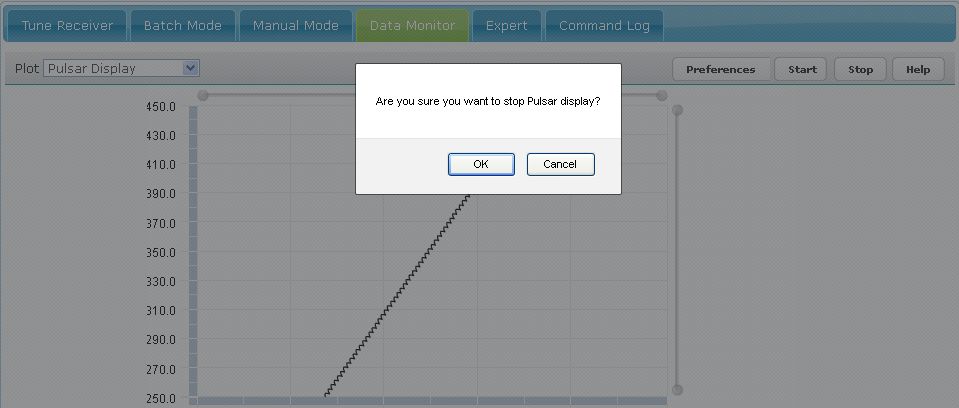 Tune Receiver Batch Mode Manual Mode Data Monitor Expert Command Log
Plot Pulsar Display Preferences Start Stop Help
Are you sure you want to stop Pulsar display?
OK Cancel
450.0
430.0
410.0
390.0
370.0
350.0
330.0
310.0
290.0
270.0
250.0